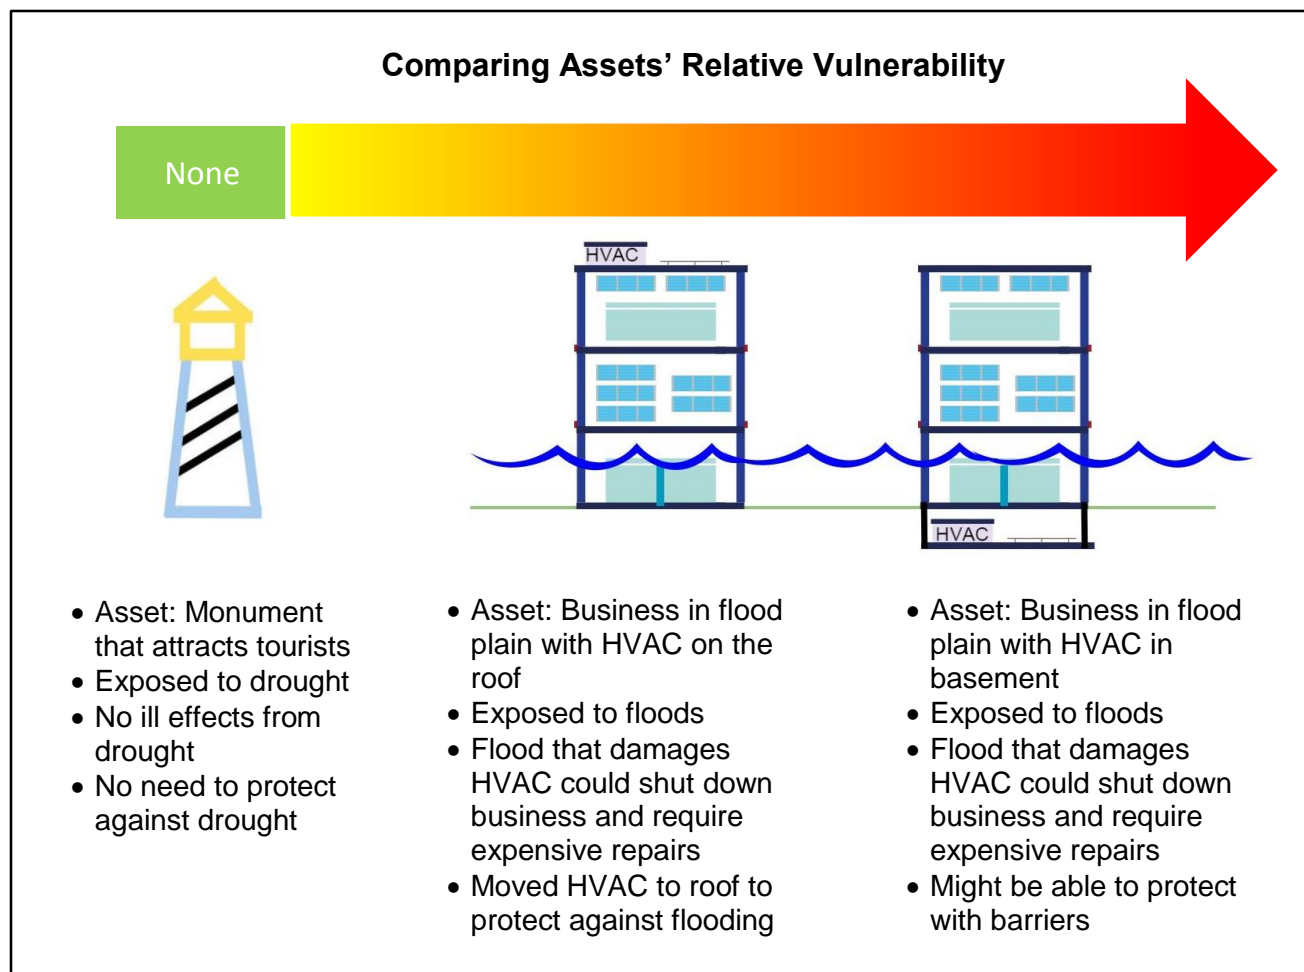 Comparing Assets’ Relative Vulnerability
None
HVAC
HVAC
• Asset: Monument
that attracts tourists
• Exposed to drought
• No ill effects from
drought
• No need to protect
against drought
• Asset: Business in flood
plain with HVAC on the
roof
• Exposed to floods
• Flood that damages
HVAC could shut down
business and require
expensive repairs
• Moved HVAC to roof to
protect against flooding
• Asset: Business in flood
plain with HVAC in
basement
• Exposed to floods
• Flood that damages
HVAC could shut down
business and require
expensive repairs
• Might be able to protect
with barriers